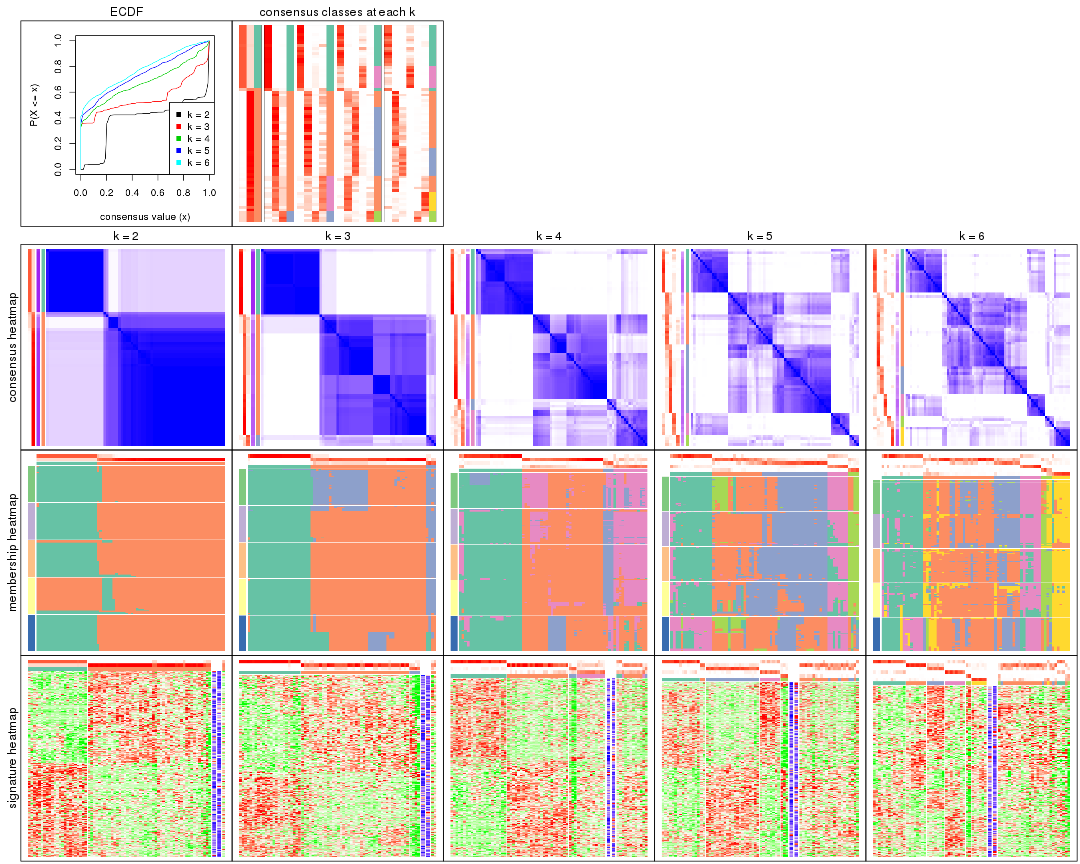 ECDF
consensus classes at each k
P(X <= x)
0.0 0.2 0.4 0.6 0.8 1.0
k = 2
k = 3
k = 4
k = 5
k = 6
0.0 0.2 0.4 0.6 0.8 1.0
consensus value (x)
k = 2
k = 3
k = 4
k = 5
k = 6
consensus heatmap
membership heatmap
signature heatmap